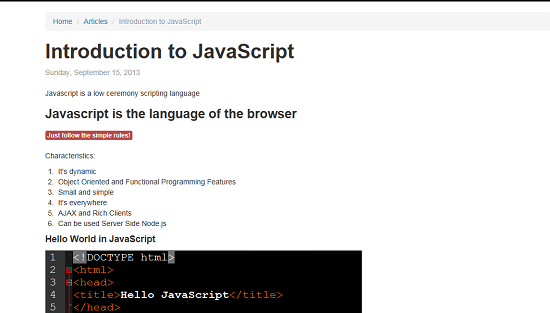 Home / Articles / Introduction to JavaScript
Introduction to JavaScript
Sunday, September 15, 2013
Javascript is a low ceremony scripting language
Javascript is the language of the browser
Just follow the simple rules!
Characteristics:
1. It's dynamic
2. Object Oriented and Functional Programming Features
3. Small and simple
4. It's everywhere
5. AJAX and Rich Clients
6. Can be used Server Side Node.js
Hello World in JavaScript
1 <!DOCTYPE html>
2 <html>
3 <head>
4 <title>Hello JavaScript</title>
5 </head>